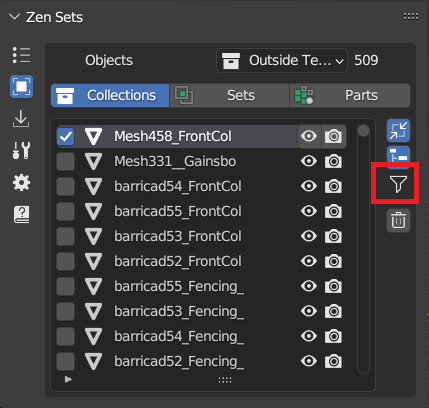 Zen Sets
Objects Outside Te... 509
Collections Sets Parts
Mesh458_FrontCol
Mesh331__Gainsbo
barricad54_FrontCol
barricad55_FrontCol
barricad53_FrontCol
barricad52_FrontCol
barricad55_Fencing_
barricad53_Fencing_
barricad54_Fencing_
barricad52_Fencing_